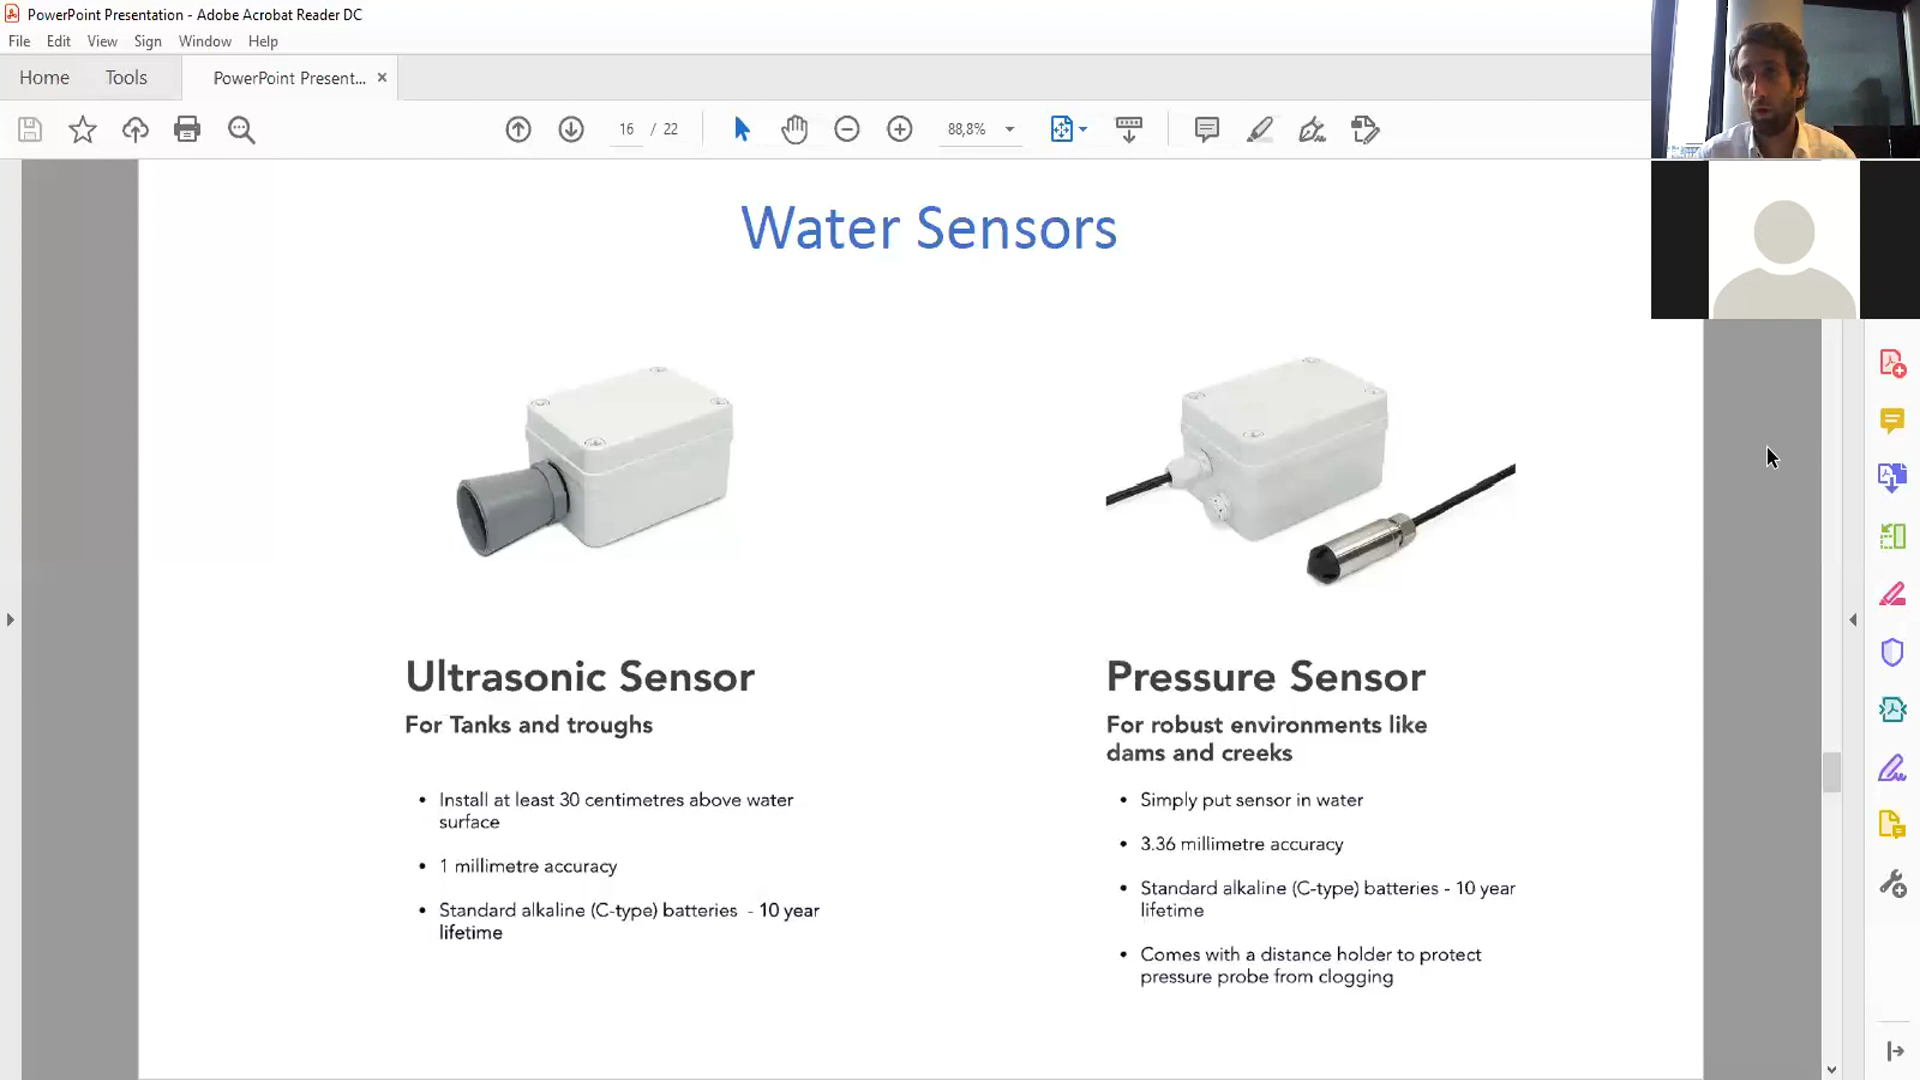 PowerPoint Presentation - Adobe Acrobat Reader DC
File Edit View Sign Window Help
Home Tools PowerPoint Present... ×
16 / 22 88,8%
Water Sensors
Ultrasonic Sensor
For Tanks and troughs
• Install at least 30 centimetres above water
surface
• 1 millimetre accuracy
• Standard alkaline (C-type) batteries - 10 year
lifetime
Pressure Sensor
For robust environments like
dams and creeks
• Simply put sensor in water
• 3.36 millimetre accuracy
• Standard alkaline (C-type) batteries - 10 year
lifetime
• Comes with a distance holder to protect
pressure probe from clogging